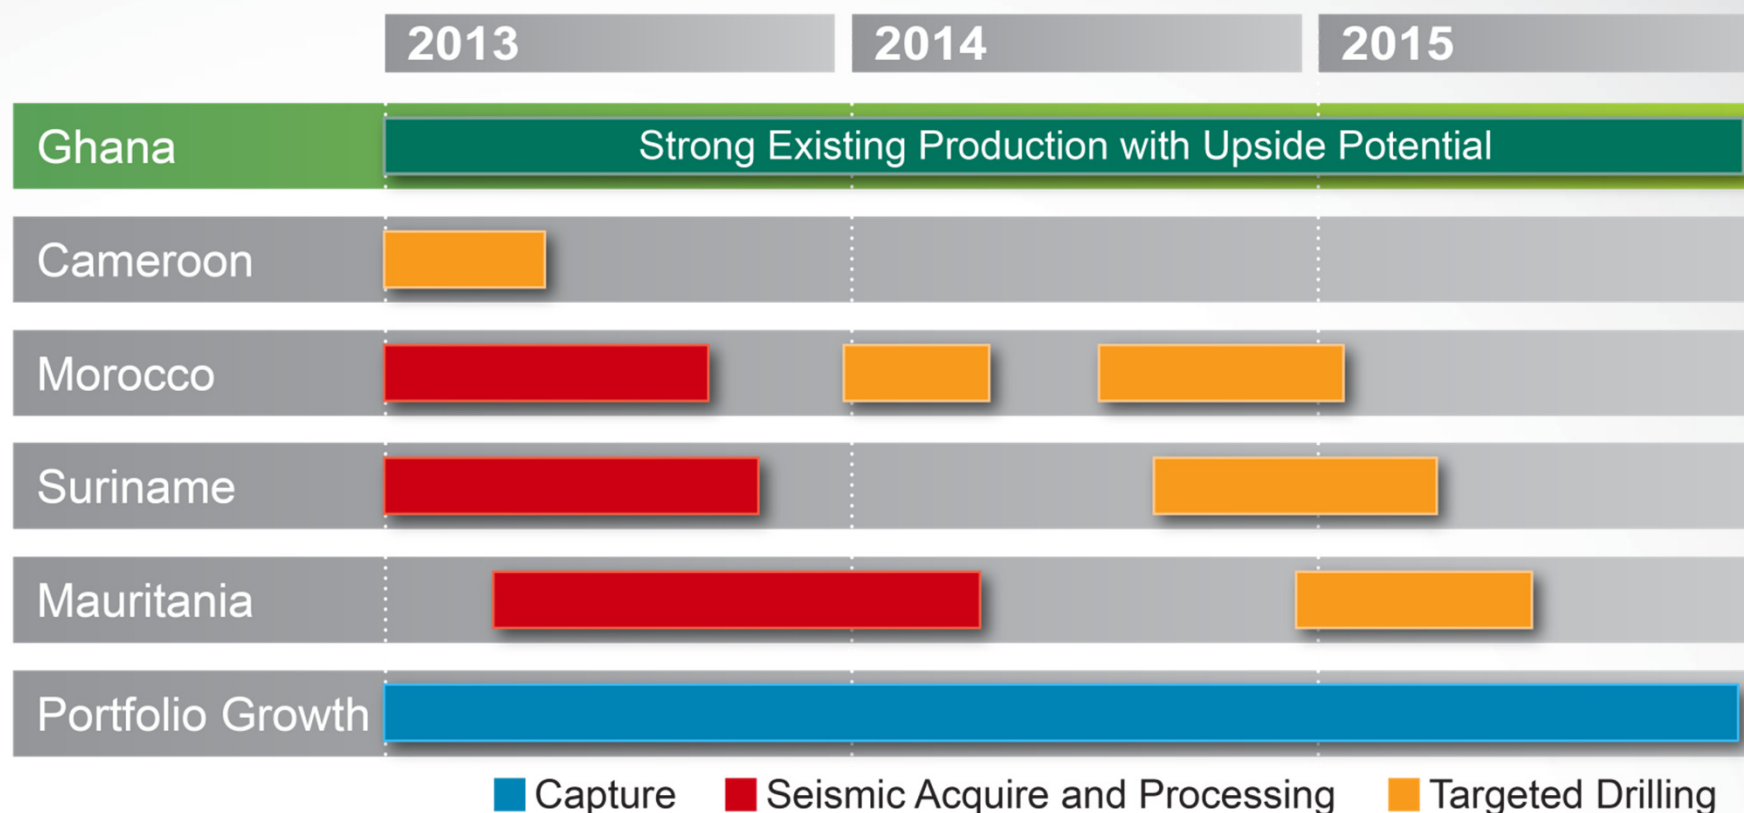 2013 2014 2015
Ghana Strong Existing Production with Upside Potential
Cameroon
Morocco
Suriname
Mauritania
Portfolio Growth
Capture Seismic Acquire and Processing Targeted Drilling